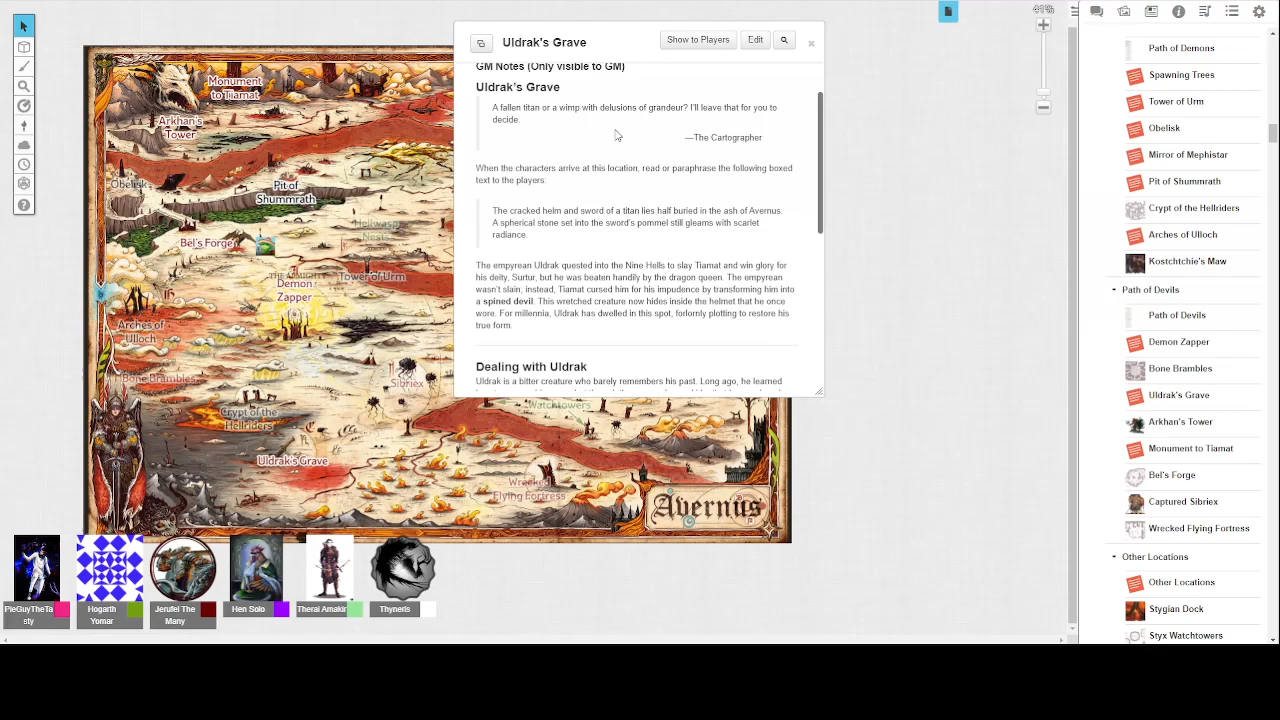 41%
Uldrak's Grave
Show to Players
Edit
GM Notes (Only visible to GM)
Uldrak's Grave
A fallen titan or a wimp with delusions of grandeur? I'll leave that for you to
decide.
—The Cartographer
When the characters arrive at this location, read or paraphrase the following boxed
text to the players:
The cracked helm and sword of a titan lies half buried in the ash of Avernus.
A spherical stone set into the sword's pommel still gleams with scarlet
radiance.
The empyrean Uldrak quested into the Nine Hells to slay Tiamat and win glory for
his deity, Surtur, but he was beaten handily by the dragon queen. The empyrean
wasn't slain; instead, Tiamat cursed him for his impudence by transforming him into
a spined devil. This wretched creature now hides inside the helmet that he once
wore. For millennia, Uldrak has dwelled in this spot, forlornly plotting to restore his
true form.
Dealing with Uldrak
Uldrak is a bitter creature who barely remembers his past. Long ago, he learned
Monument
to Tiamat
Arkhan's
Tower
Obelisk
Pit of
Shummrath
Hellwasp
Nests
Bel's Forge
Tower of Urm
THE ALMIGHTY
Demon
Zapper
Arches of
Ulloch
Bone Brambles
Sibriex
Crypt of the
Hellriders
Watchtowers
Uldrak's Grave
Wrecked
Flying Fortress
Avernus
PieGuyTheTa
sty
Hogarth
Yomar
Jerufel The
Many
Hen Solo
Therai Amakir
Thyneris
Path of Demons
Spawning Trees
Tower of Urm
Obelisk
Mirror of Mephistar
Pit of Shummrath
Crypt of the Hellriders
Arches of Ulloch
Kostchtchie's Maw
Path of Devils
Path of Devils
Demon Zapper
Bone Brambles
Uldrak's Grave
Arkhan's Tower
Monument to Tiamat
Bel's Forge
Captured Sibriex
Wrecked Flying Fortress
Other Locations
Other Locations
Stygian Dock
Styx Watchtowers